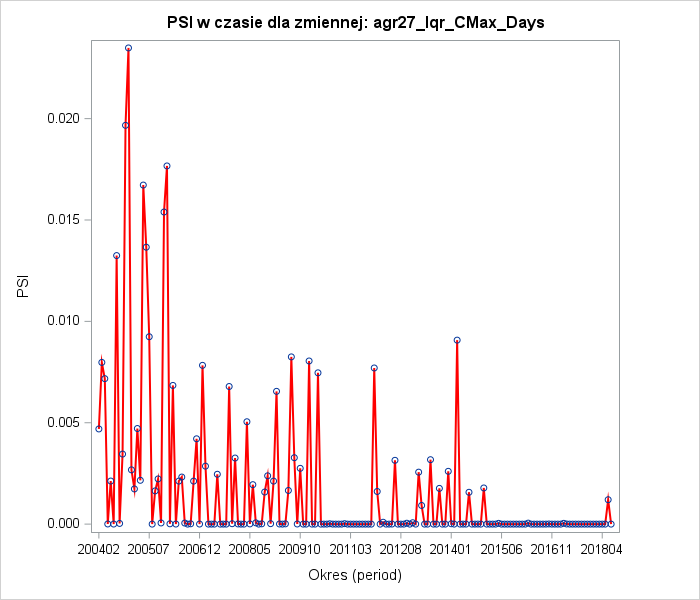 PSI w czasie dla zmiennej: agr27_Iqr_CMax_Days
PSI
0.020
0.015
0.010
0.005
0.000
200402 200507 200612 200805 200910 201103 201208 201401 201506 201611 201804
Okres (period)